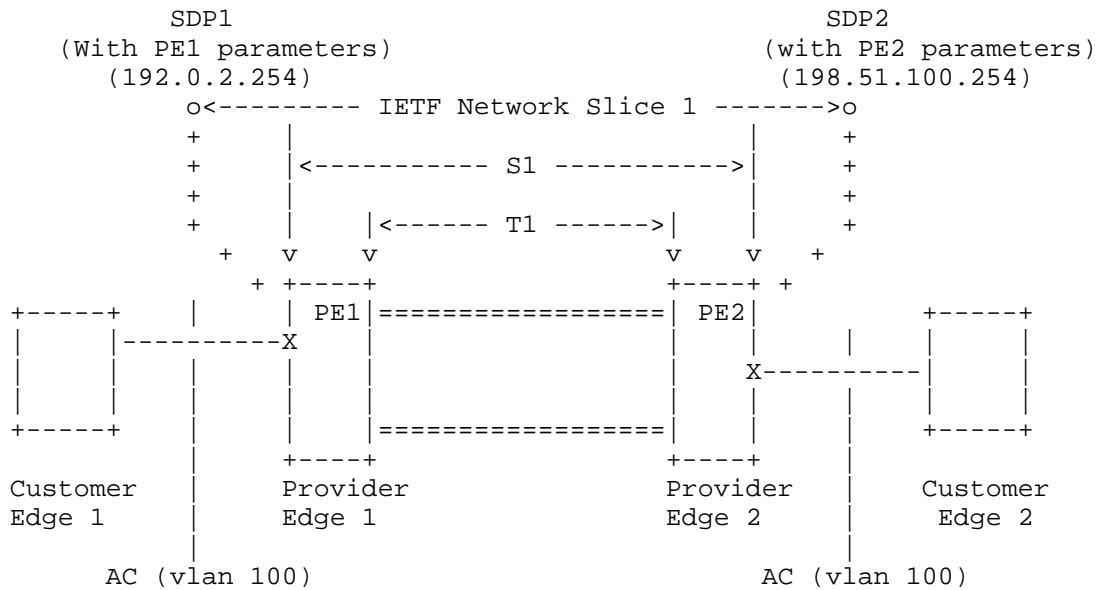 SDP1 SDP2
(With PE1 parameters) (with PE2 parameters)
(192.0.2.254) (198.51.100.254)
o<--------- IETF Network Slice 1 ------->o
<----------- S1 ----------->
<------ T1 ------>
PE1 PE2
X
X
Customer Provider Provider Customer
Edge 1 Edge 1 Edge 2 Edge 2
AC (vlan 100) AC (vlan 100)